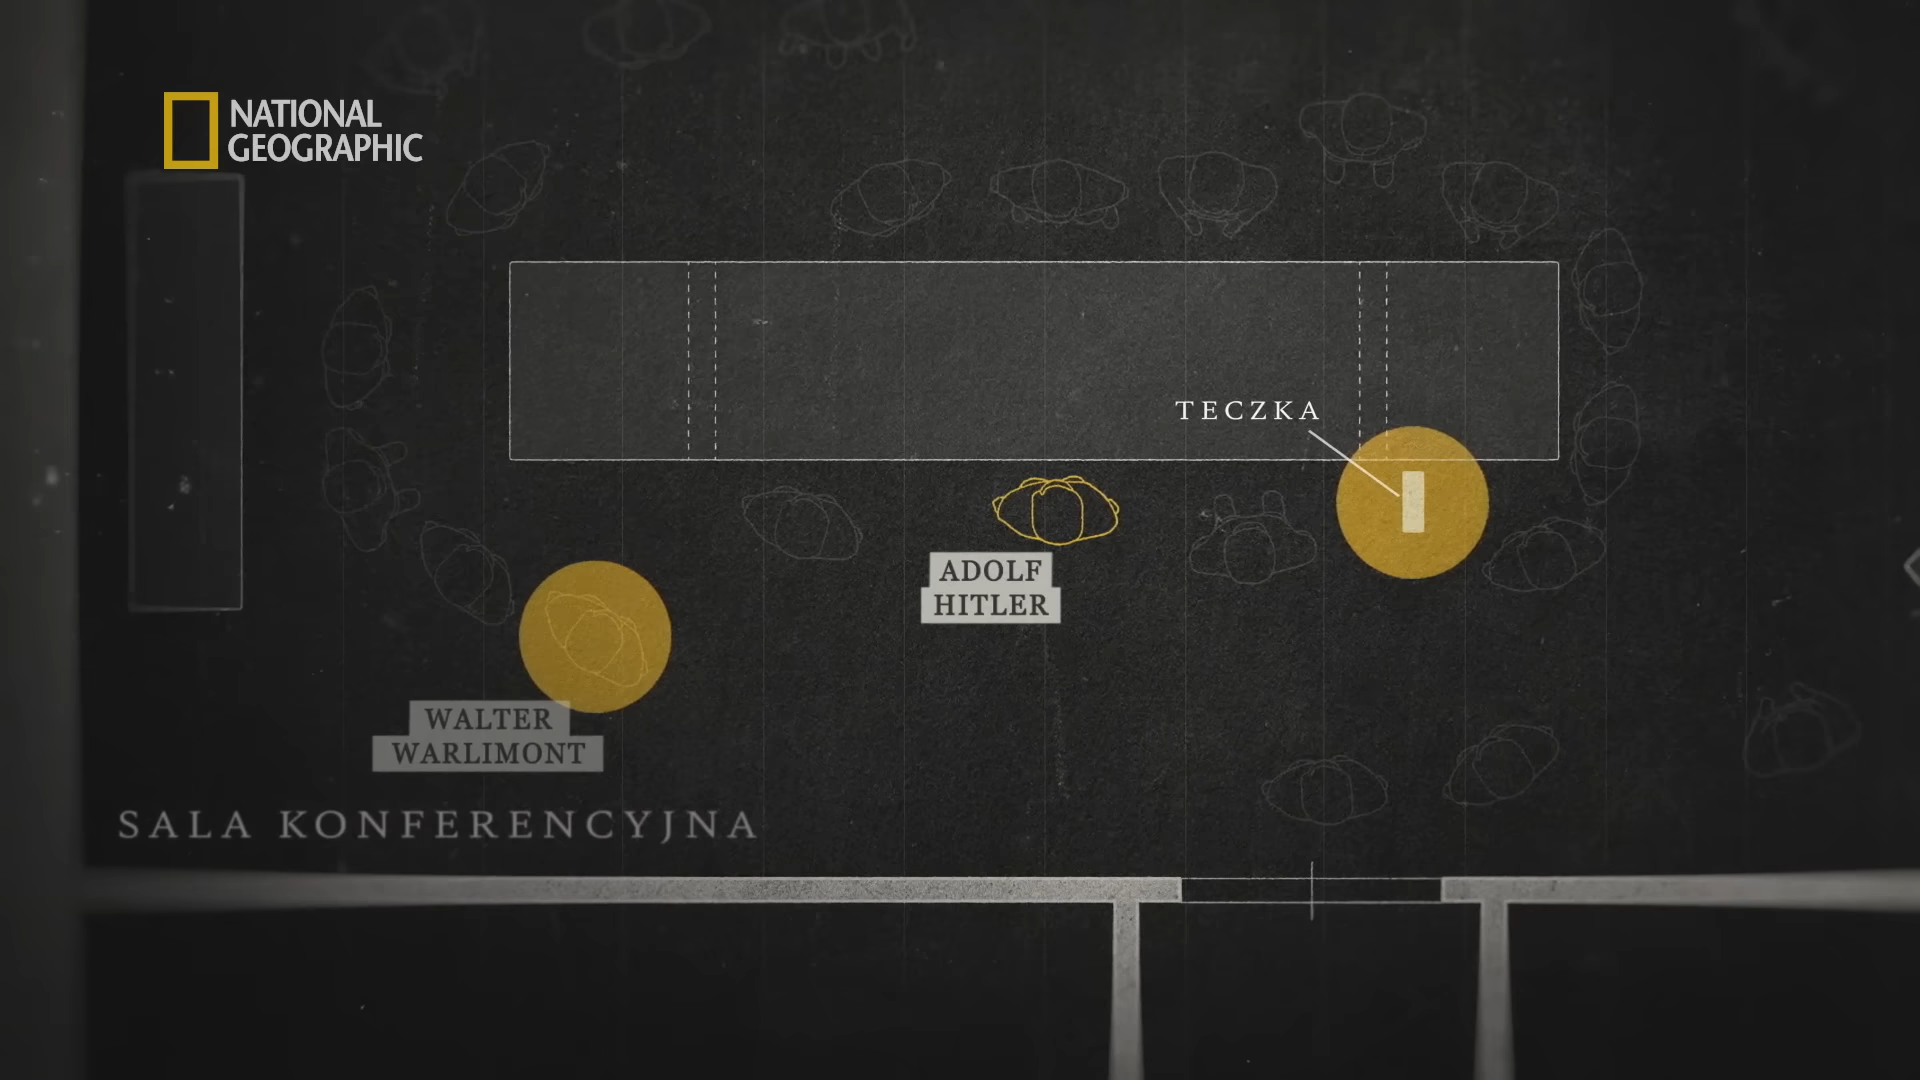 NATIONAL
GEOGRAPHIC
TECZKA
ADOLF
HITLER
WALTER
WARLIMONT
SALA KONFERENCYJNA